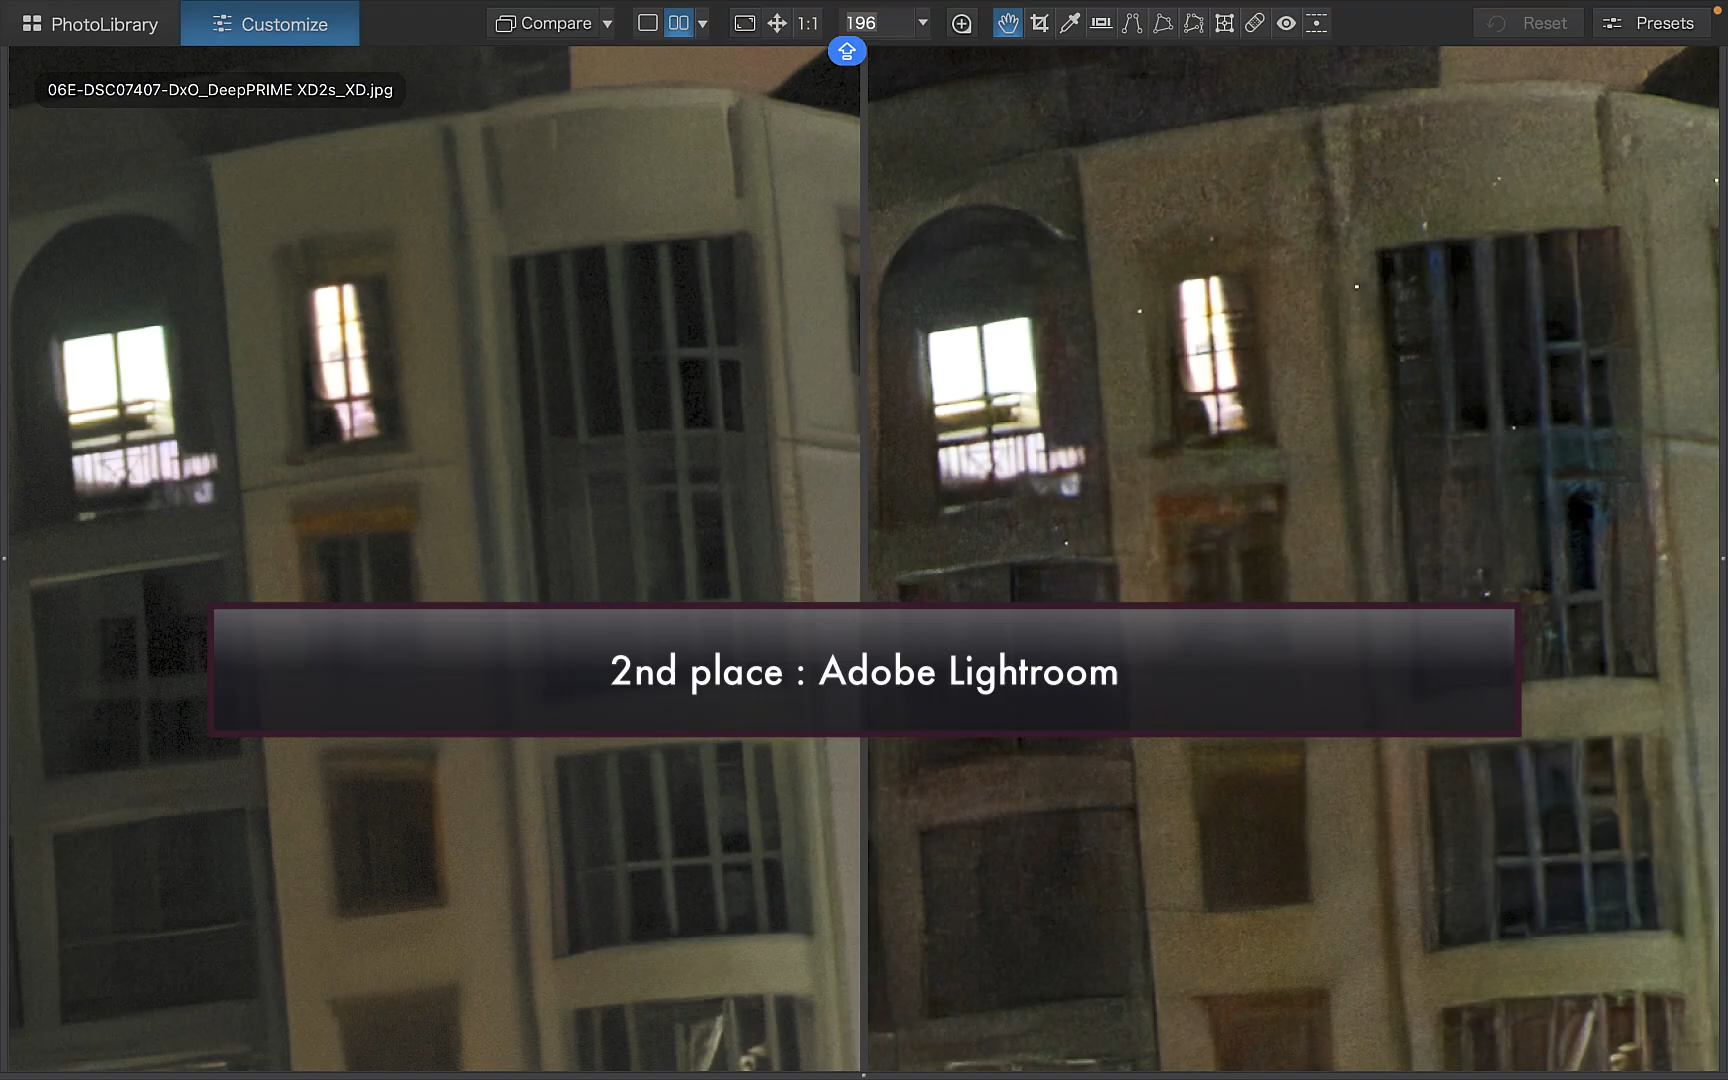 PhotoLibrary
Customize
Compare
1:1
196
Reset
Presets
06E-DSC07407-DxO_DeepPRIME XD2s_XD.jpg
2nd place : Adobe Lightroom